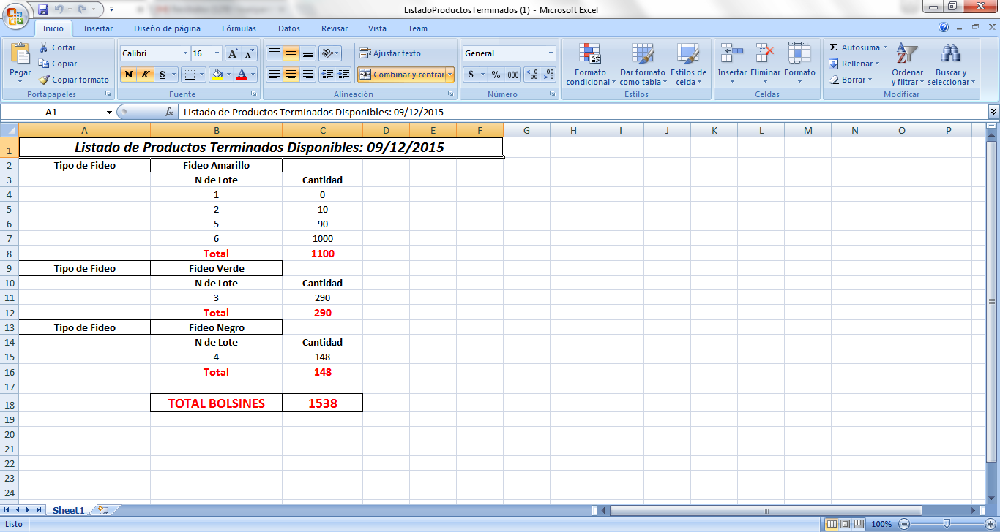 ListadoProductosTerminados (1) - Microsoft Excel
Inicio Insertar Diseño de página Fórmulas Datos Revisar Vista Team
Pegar
Cortar
Copiar
Copiar formato
Portapapeles
Calibri 16
N K S
Fuente
Ajustar texto
Combinar y centrar
Alineación
General
$ % 000
Número
Formato condicional
Dar formato como tabla
Estilos de celda
Estilos
Insertar Eliminar Formato
Celdas
Σ Autosuma
Rellenar
Borrar
Ordenar y filtrar
Buscar y seleccionar
Modificar
A1 fx Listado de Productos Terminados Disponibles: 09/12/2015
A B C D E F G H I J K L M N O P
1 Listado de Productos Terminados Disponibles: 09/12/2015
2 Tipo de Fideo Fideo Amarillo
3 N de Lote Cantidad
4 1 0
5 2 10
6 5 90
7 6 1000
8 Total 1100
9 Tipo de Fideo Fideo Verde
10 N de Lote Cantidad
11 3 290
12 Total 290
13 Tipo de Fideo Fideo Negro
14 N de Lote Cantidad
15 4 148
16 Total 148
17
18 TOTAL BOLSINES 1538
19
20
21
22
23
24
Sheet1
Listo 100%